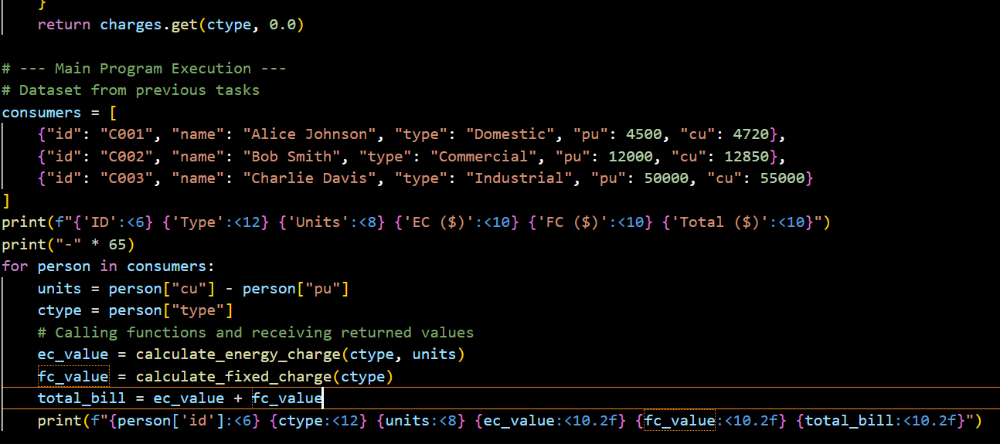 }
    return charges.get(ctype, 0.0)

# --- Main Program Execution ---
# Dataset from previous tasks
consumers = [
    {"id": "C001", "name": "Alice Johnson", "type": "Domestic", "pu": 4500, "cu": 4720},
    {"id": "C002", "name": "Bob Smith", "type": "Commercial", "pu": 12000, "cu": 12850},
    {"id": "C003", "name": "Charlie Davis", "type": "Industrial", "pu": 50000, "cu": 55000}
]
print(f"{'ID':<6} {'Type':<12} {'Units':<8} {'EC ($)':<10} {'FC ($)':<10} {'Total ($)':<10}")
print("-" * 65)
for person in consumers:
    units = person["cu"] - person["pu"]
    ctype = person["type"]
    # Calling functions and receiving returned values
    ec_value = calculate_energy_charge(ctype, units)
    fc_value = calculate_fixed_charge(ctype)
    total_bill = ec_value + fc_value
    print(f"{person['id']:<6} {ctype:<12} {units:<8} {ec_value:<10.2f} {fc_value:<10.2f} {total_bill:<10.2f}")